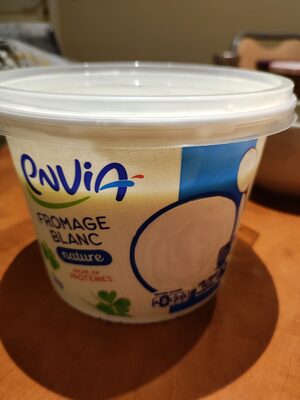 envia
FROMAGE
BLANC
nature
RICHE EN
PROTÉINES